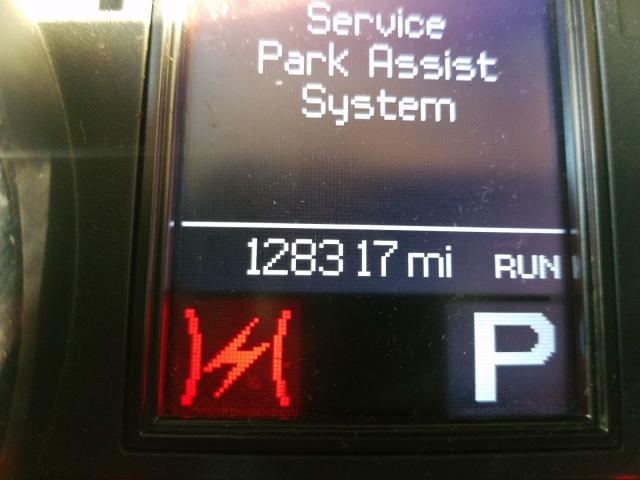 Service
Park Assist
System
128317 mi RUN
P